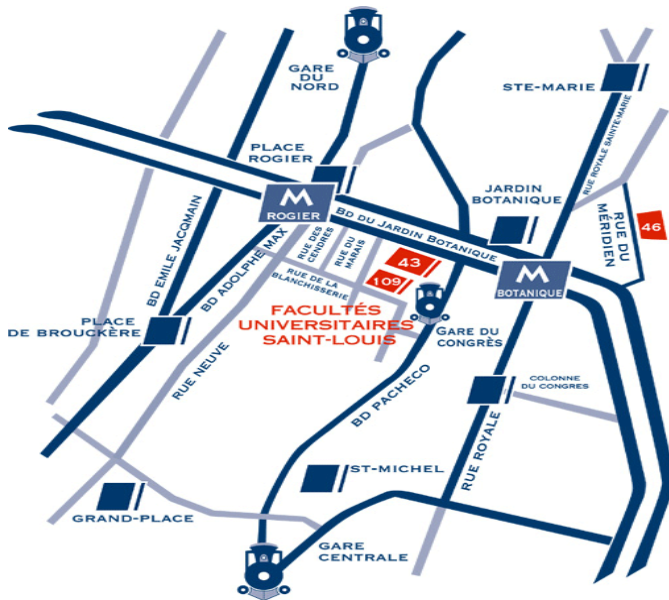 GARE
DU
NORD
STE-MARIE
RUE ROYALE SAINTE-MARIE
PLACE
ROGIER
M
ROGIER
JARDIN
BOTANIQUE
BD DU JARDIN BOTANIQUE
RUE DU
MÉRIDIEN
46
BD EMILE JACQMAIN
BD ADOLPHE MAX
RUE DES
CENDRES
RUE DU
MARAIS
43
109
RUE DE LA
BLANCHISSERIE
M
BOTANIQUE
FACULTÉS
UNIVERSITAIRES
SAINT-LOUIS
PLACE
DE BROUCKÈRE
GARE DU
CONGRÈS
RUE NEUVE
BD PACHECO
COLONNE
DU CONGRES
RUE ROYALE
ST-MICHEL
GRAND-PLACE
GARE
CENTRALE